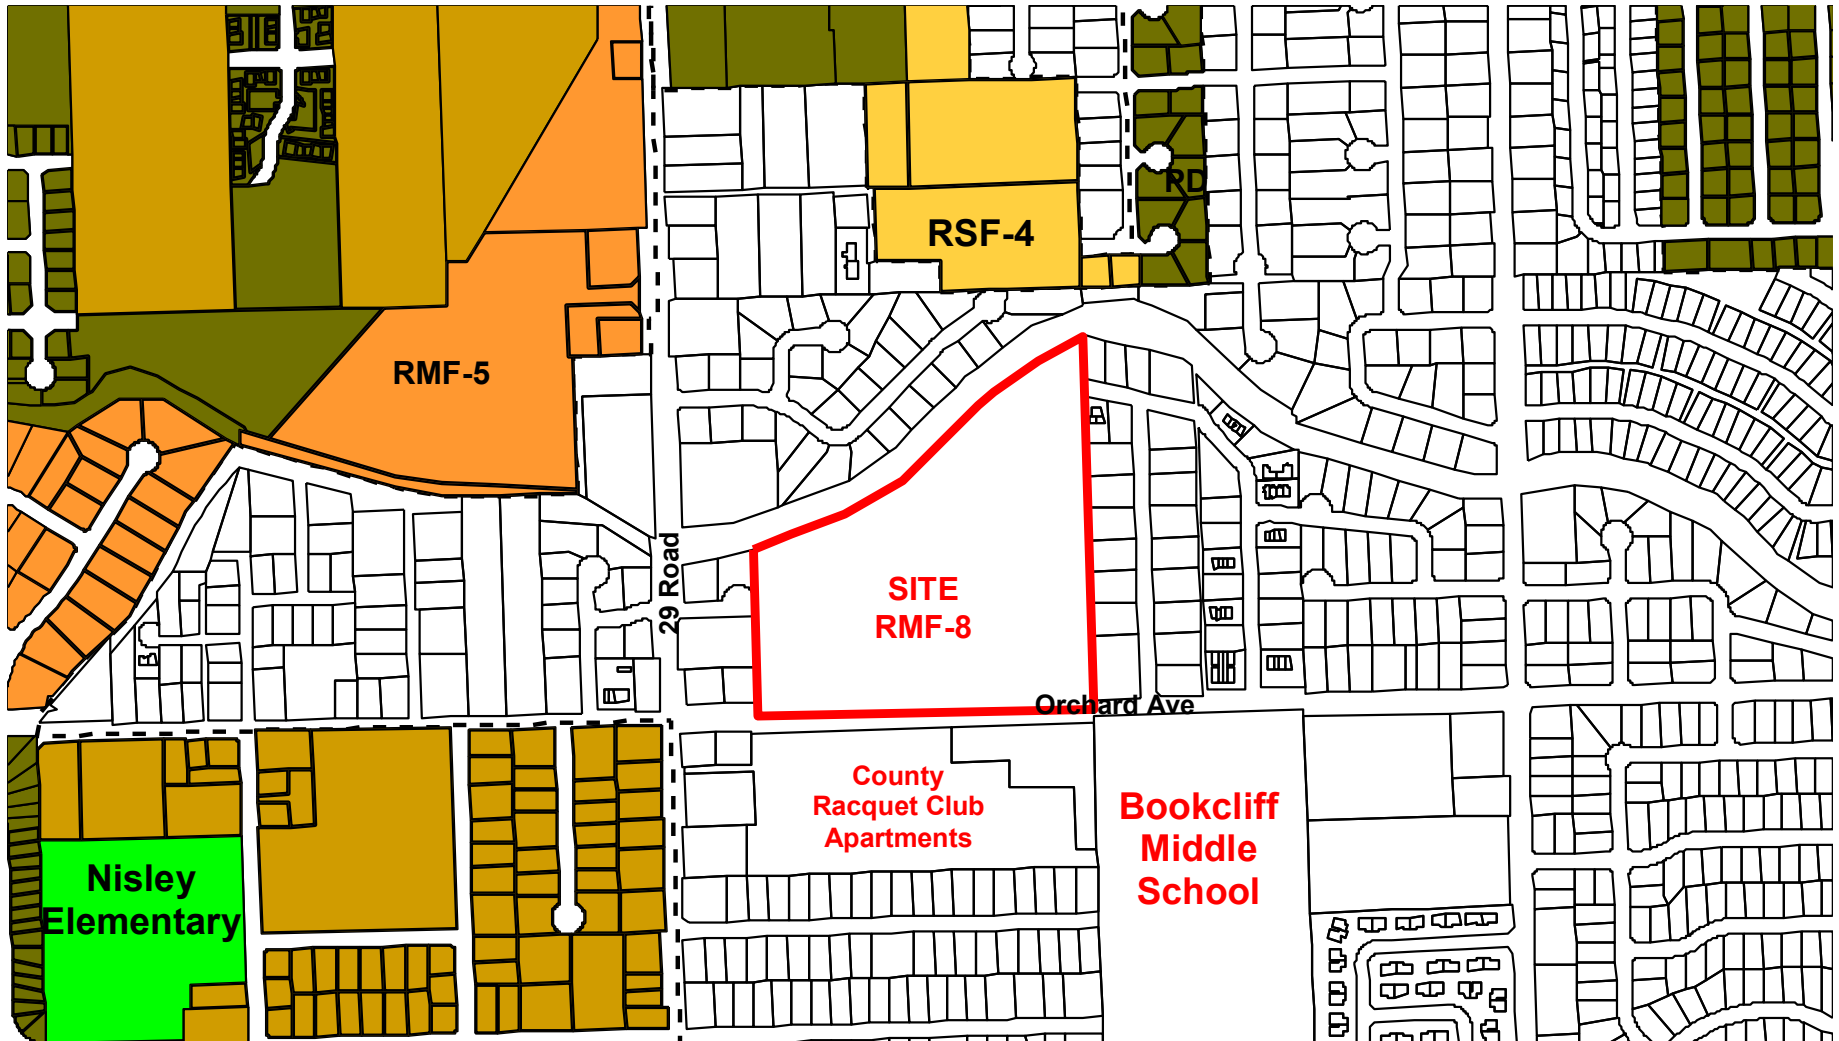 RD
RSF-4
RMF-5
29 Road
SITE
RMF-8
Orchard Ave
County
Racquet Club
Apartments
Bookcliff
Middle
School
Nisley
Elementary